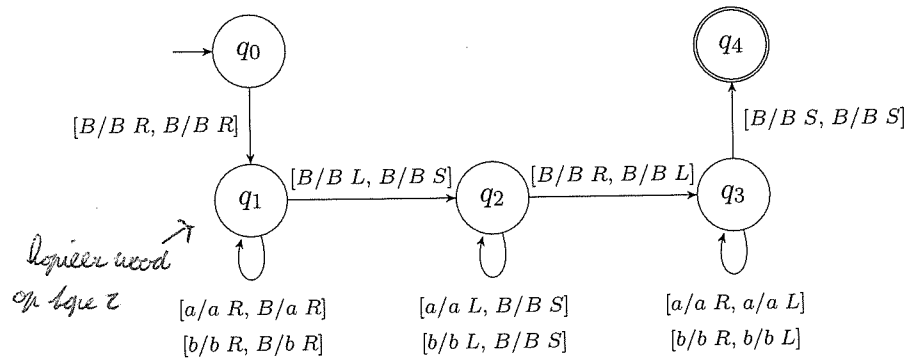 q0
q4
[B/B R, B/B R]
[B/B S, B/B S]
q1
[B/B L, B/B S]
q2
[B/B R, B/B L]
q3
Kopieer woord
op tape 2
[a/a R, B/a R]
[b/b R, B/b R]
[a/a L, B/B S]
[b/b L, B/B S]
[a/a R, a/a L]
[b/b R, b/b L]